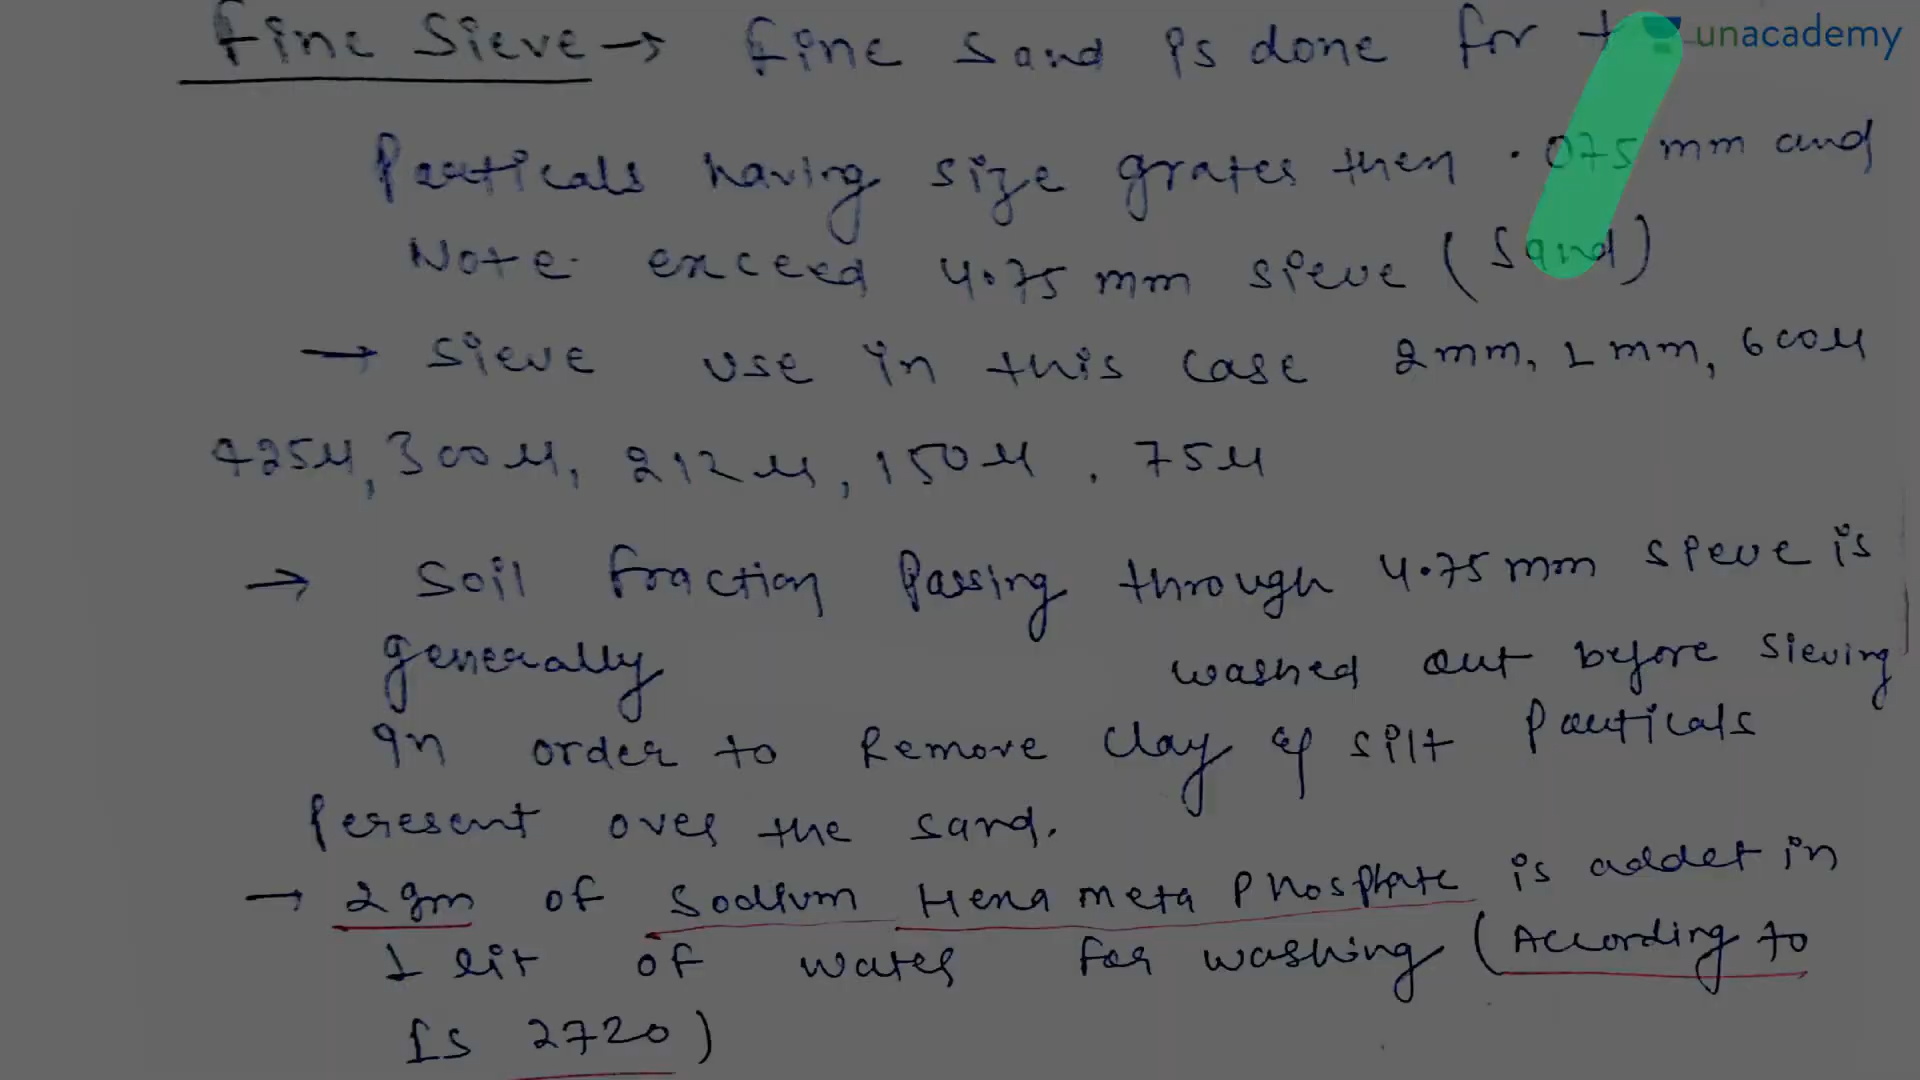 Fine Sieve → Fine Sand is done for
unacademy
Particals having size grater then .075 mm and
Note exceed 4.75 mm sieve (Sand)
→ Sieve use in this case 2mm, 1mm, 600μ
425μ, 300μ, 212μ, 150μ, 75μ
→ Soil fraction Passing through 4.75 mm sieve is
generally washed out before sieving
in order to Remove clay & silt Particals
Peresent over the sand.
→ 2gm of Sodium Hexa meta Phosphate is addet in
1 lit of water for washing (According to
IS 2720)